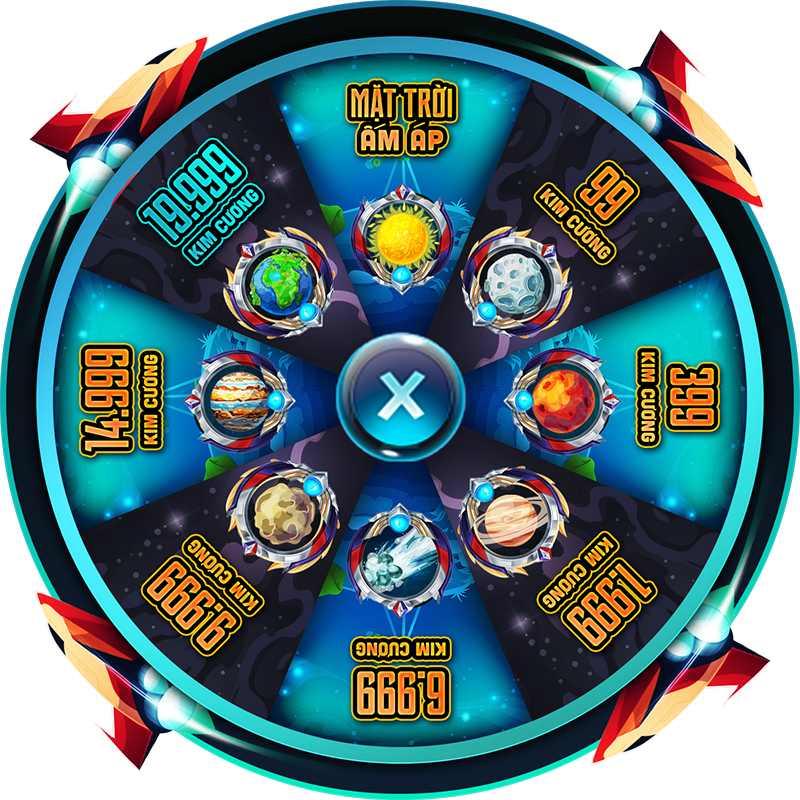 MẶT TRỜI
ẤM ÁP
99
KIM CƯƠNG
399
KIM CƯƠNG
1.999
KIM CƯƠNG
6.999
KIM CƯƠNG
9.999
KIM CƯƠNG
14.999
KIM CƯƠNG
19.999
KIM CƯƠNG
X